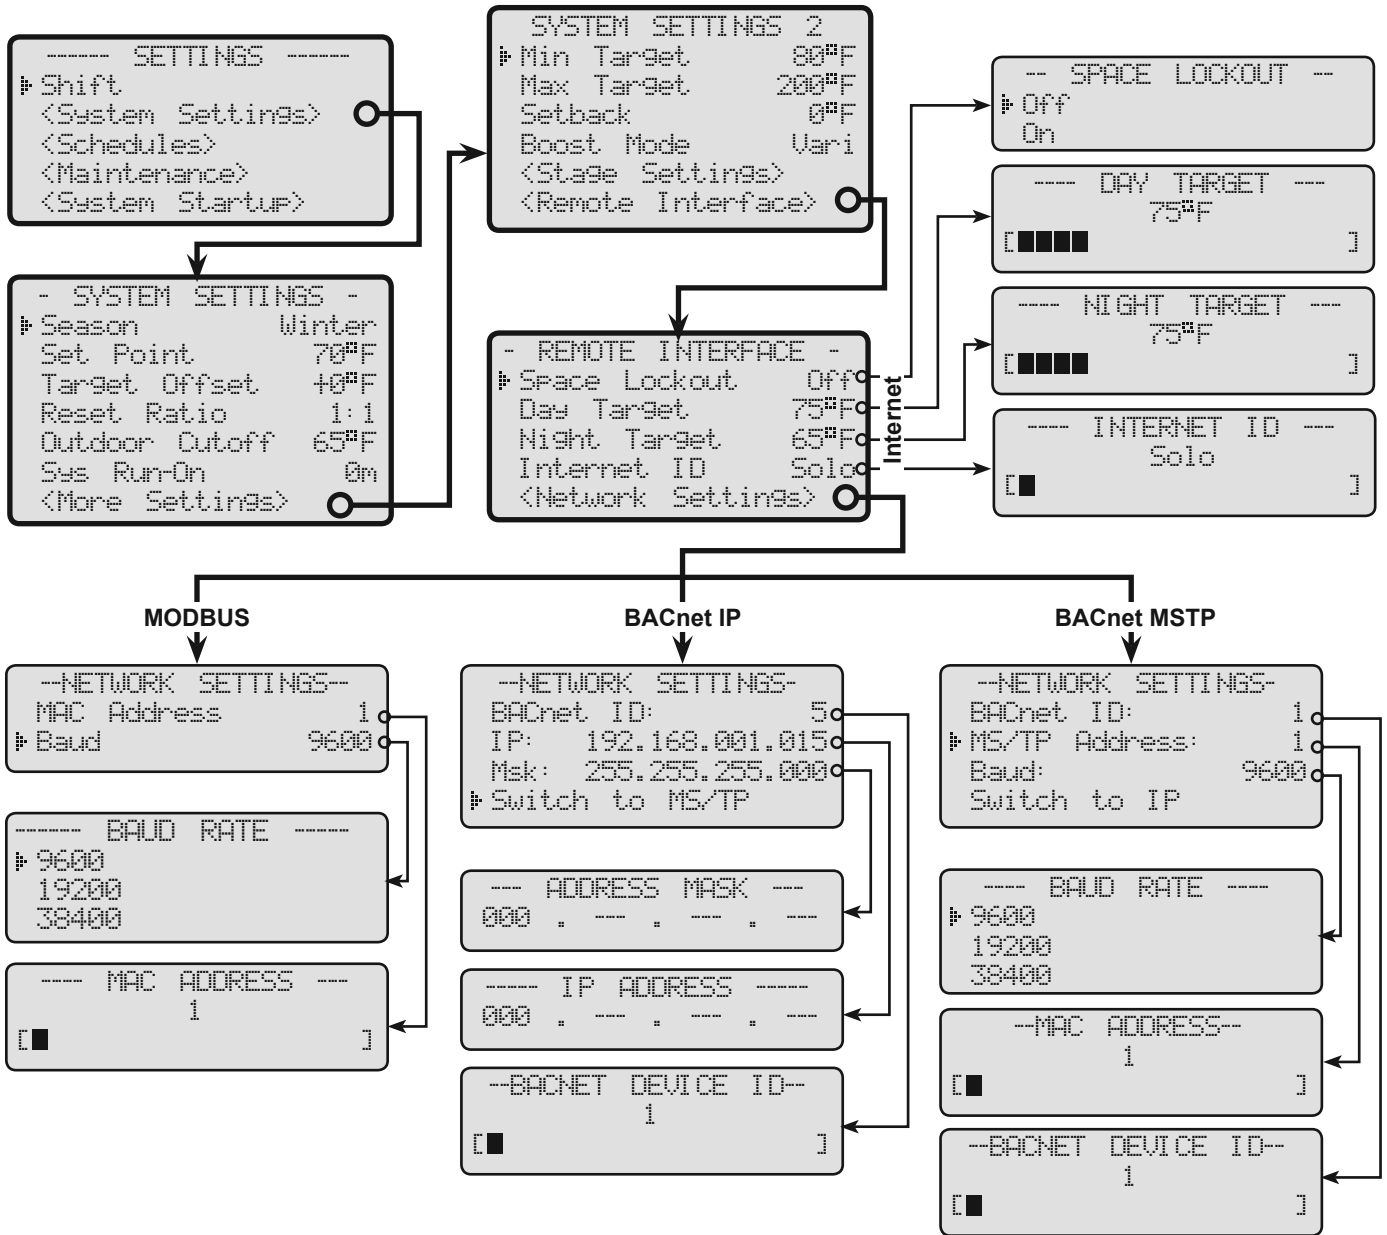 ------ SETTINGS ------
Shift
<System Settings>
<Schedules>
<Maintenance>
<System Startup>
- SYSTEM SETTINGS -
Season Winter
Set Point 70°F
Target Offset +0°F
Reset Ratio 1:1
Outdoor Cutoff 65°F
Sys Run-On 0m
<More Settings>
SYSTEM SETTINGS 2
Min Target 80°F
Max Target 200°F
Setback 0°F
Boost Mode Vari
<Stage Settings>
<Remote Interface>
- REMOTE INTERFACE -
Space Lockout Off
Day Target 75°F
Night Target 65°F
Internet ID Solo
<Network Settings>
Internet
-- SPACE LOCKOUT --
Off
On
---- DAY TARGET ---
75°F
[ ]
---- NIGHT TARGET ---
75°F
[ ]
---- INTERNET ID ---
Solo
[ ]
MODBUS
--NETWORK SETTINGS--
MAC Address 1
Baud 9600
------ BAUD RATE -----
9600
19200
38400
---- MAC ADDRESS ---
1
[ ]
BACnet IP
--NETWORK SETTINGS-
BACnet ID: 5
IP: 192.168.001.015
Msk: 255.255.255.000
Switch to MS/TP
--- ADDRESS MASK ---
000 . --- . --- . ---
----- IP ADDRESS -----
000 . --- . --- . ---
--BACNET DEVICE ID--
1
[ ]
BACnet MSTP
--NETWORK SETTINGS-
BACnet ID: 1
MS/TP Address: 1
Baud: 9600
Switch to IP
---- BAUD RATE ----
9600
19200
38400
--MAC ADDRESS--
1
[ ]
--BACNET DEVICE ID--
1
[ ]